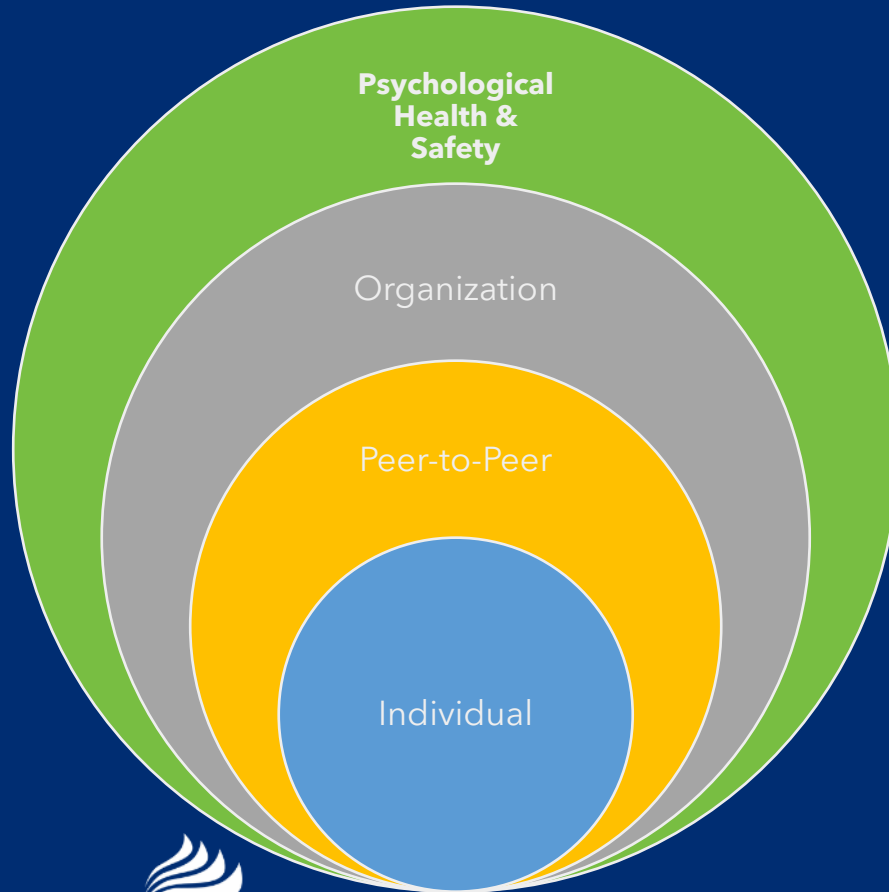 Psychological
Health &
Safety
Organization
Peer-to-Peer
Individual